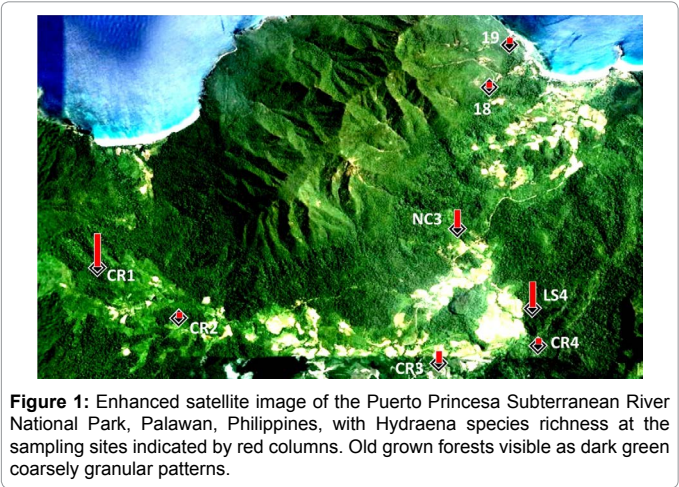 19
18
NC3
CR1
LS4
CR2
CR4
CR3
Figure 1: Enhanced satellite image of the Puerto Princesa Subterranean River
National Park, Palawan, Philippines, with Hydraena species richness at the
sampling sites indicated by red columns. Old grown forests visible as dark green
coarsely granular patterns.